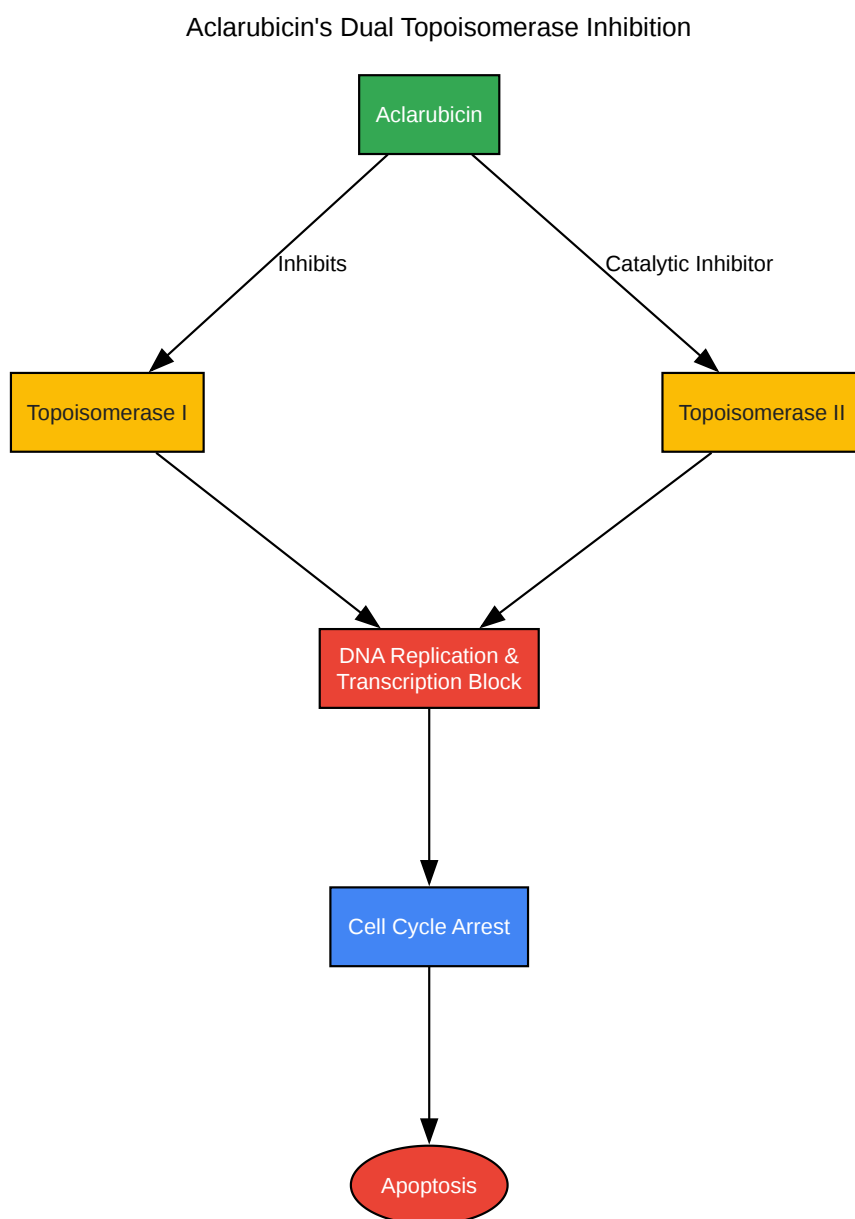 Aclarubicin's Dual Topoisomerase Inhibition
Aclarubicin
Inhibits
Catalytic Inhibitor
Topoisomerase I
Topoisomerase II
DNA Replication &
Transcription Block
Cell Cycle Arrest
Apoptosis